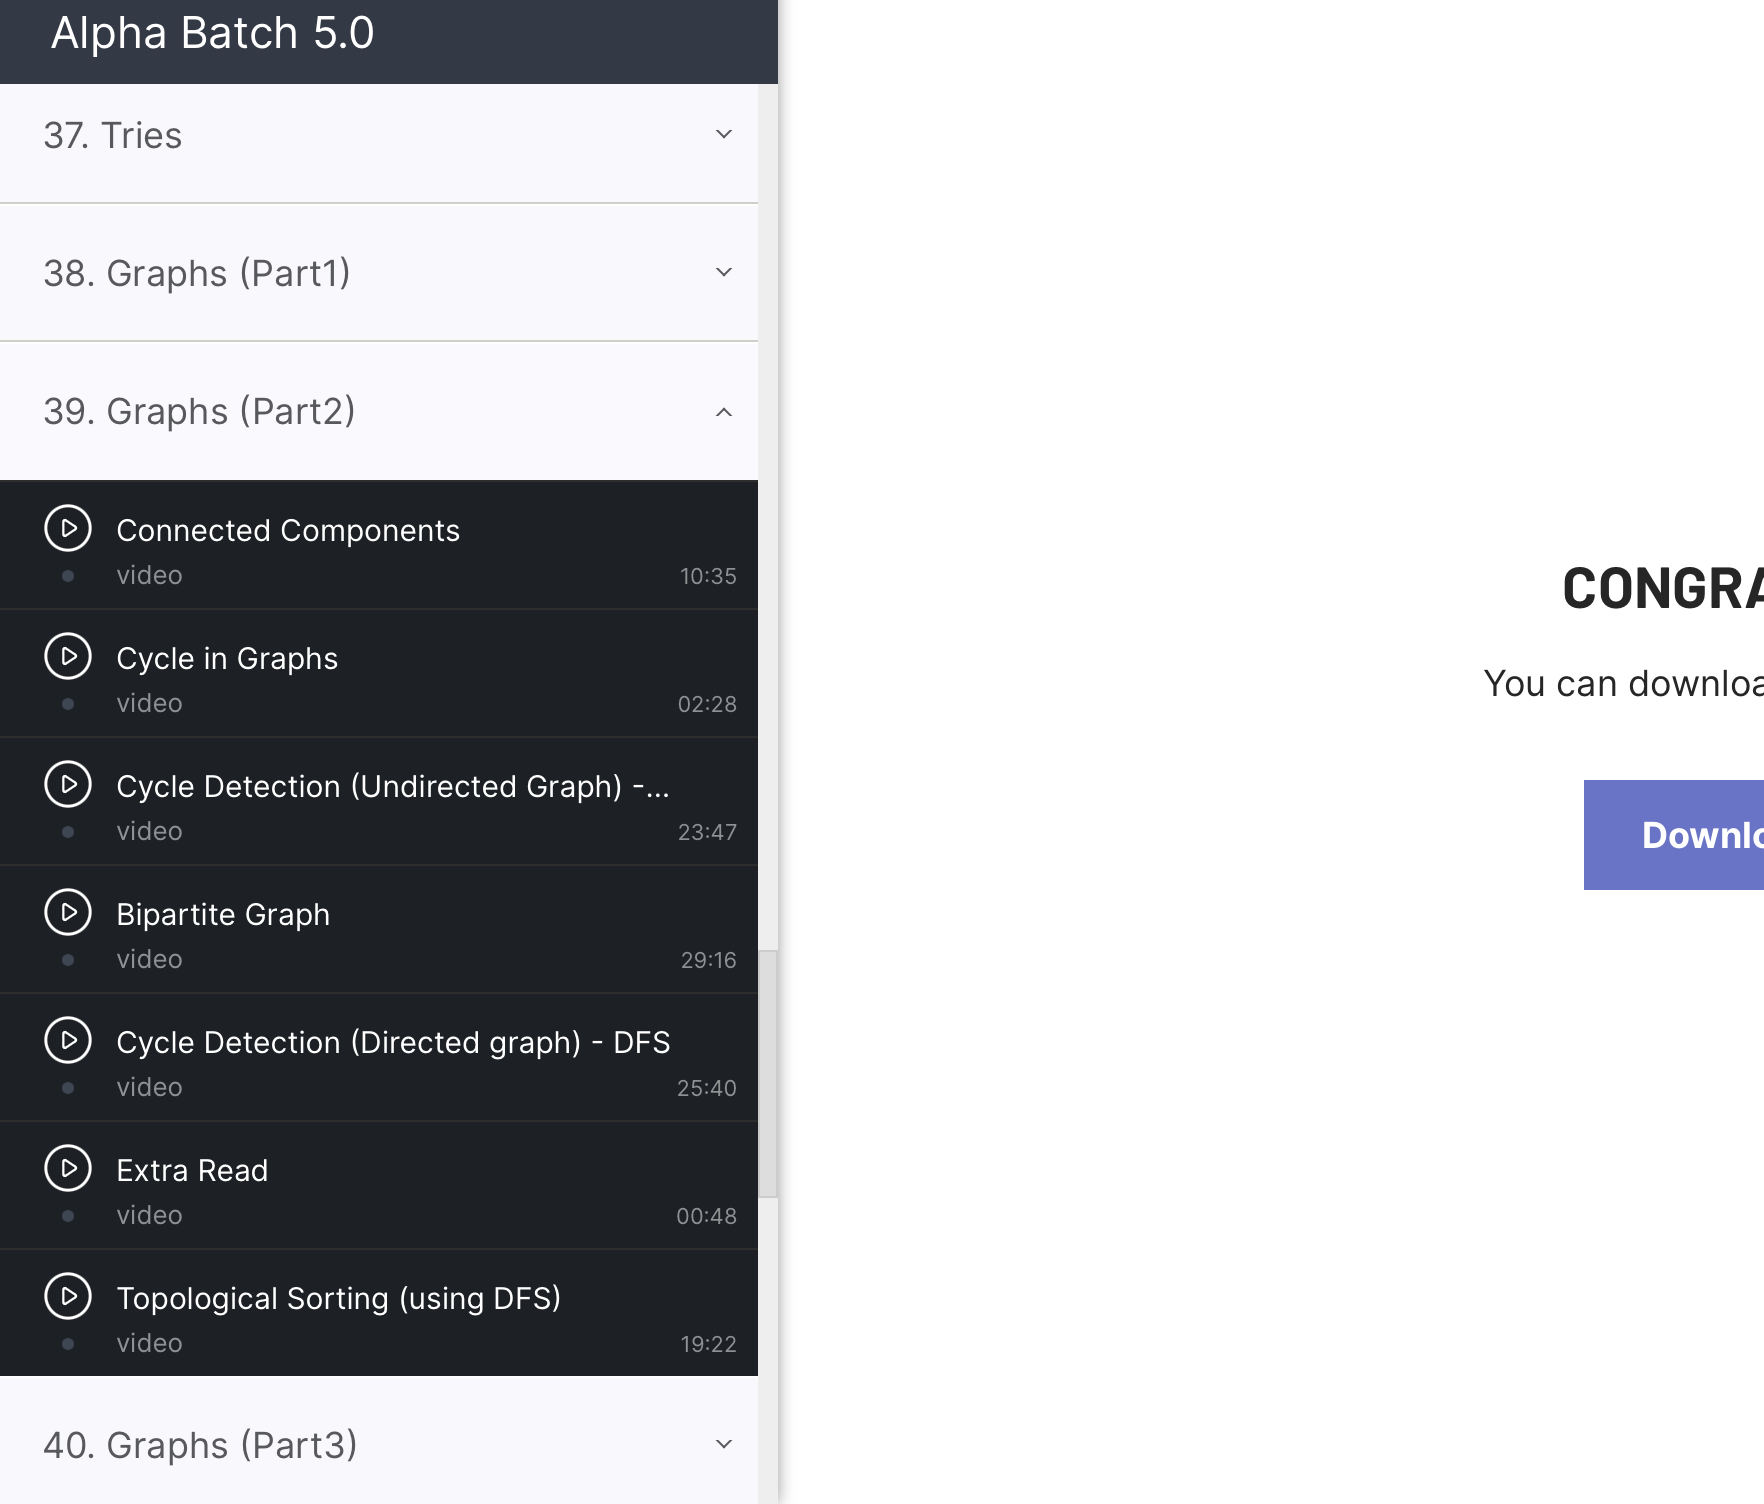 Alpha Batch 5.0
37. Tries
38. Graphs (Part1)
39. Graphs (Part2)
Connected Components
video 10:35
Cycle in Graphs
video 02:28
Cycle Detection (Undirected Graph) -...
video 23:47
Bipartite Graph
video 29:16
Cycle Detection (Directed graph) - DFS
video 25:40
Extra Read
video 00:48
Topological Sorting (using DFS)
video 19:22
40. Graphs (Part3)
CONGRA
You can downloa
Downlo